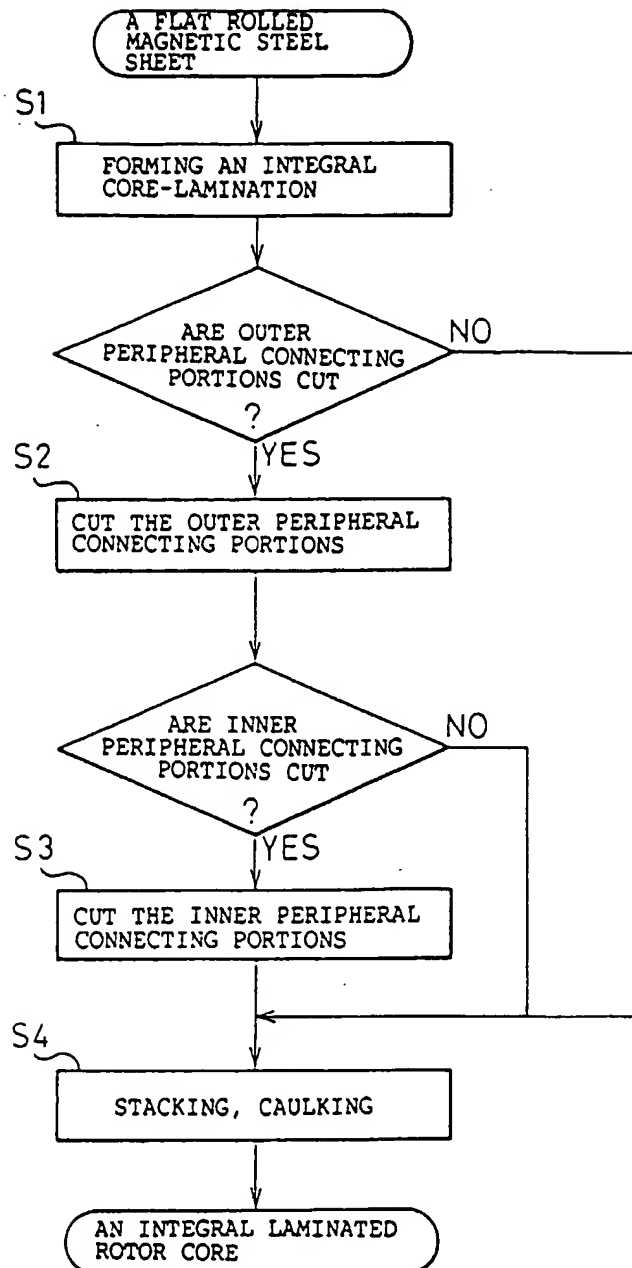 A FLAT ROLLED
MAGNETIC STEEL
SHEET
S1
FORMING AN INTEGRAL
CORE-LAMINATION
ARE OUTER
PERIPHERAL CONNECTING
PORTIONS CUT
?
NO
YES
S2
CUT THE OUTER PERIPHERAL
CONNECTING PORTIONS
ARE INNER
PERIPHERAL CONNECTING
PORTIONS CUT
?
NO
YES
S3
CUT THE INNER PERIPHERAL
CONNECTING PORTIONS
S4
STACKING, CAULKING
AN INTEGRAL LAMINATED
ROTOR CORE